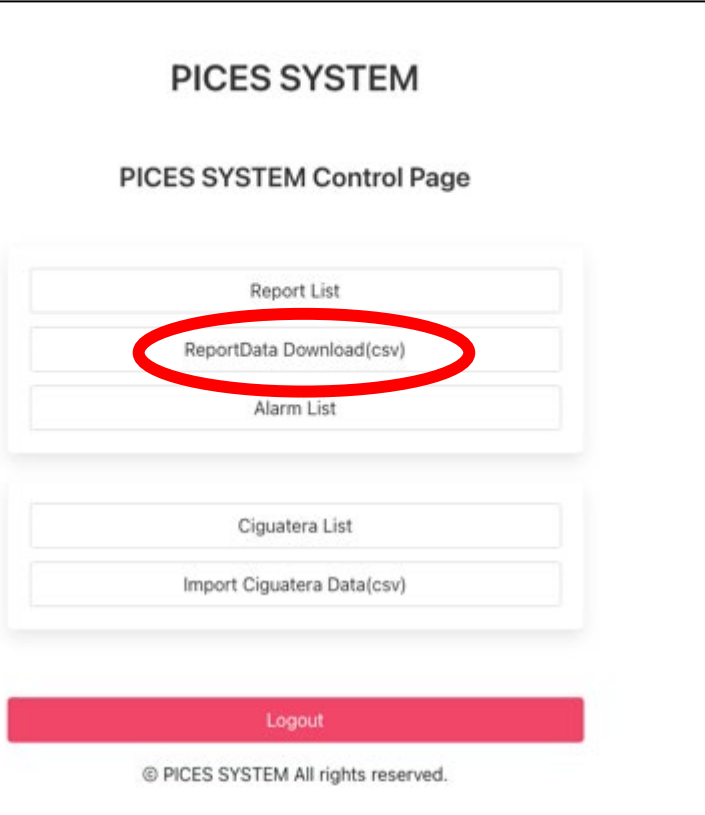 PICES SYSTEM
PICES SYSTEM Control Page
Report List
ReportData Download(csv)
Alarm List
Ciguatera List
Import Ciguatera Data(csv)
Logout
© PICES SYSTEM All rights reserved.